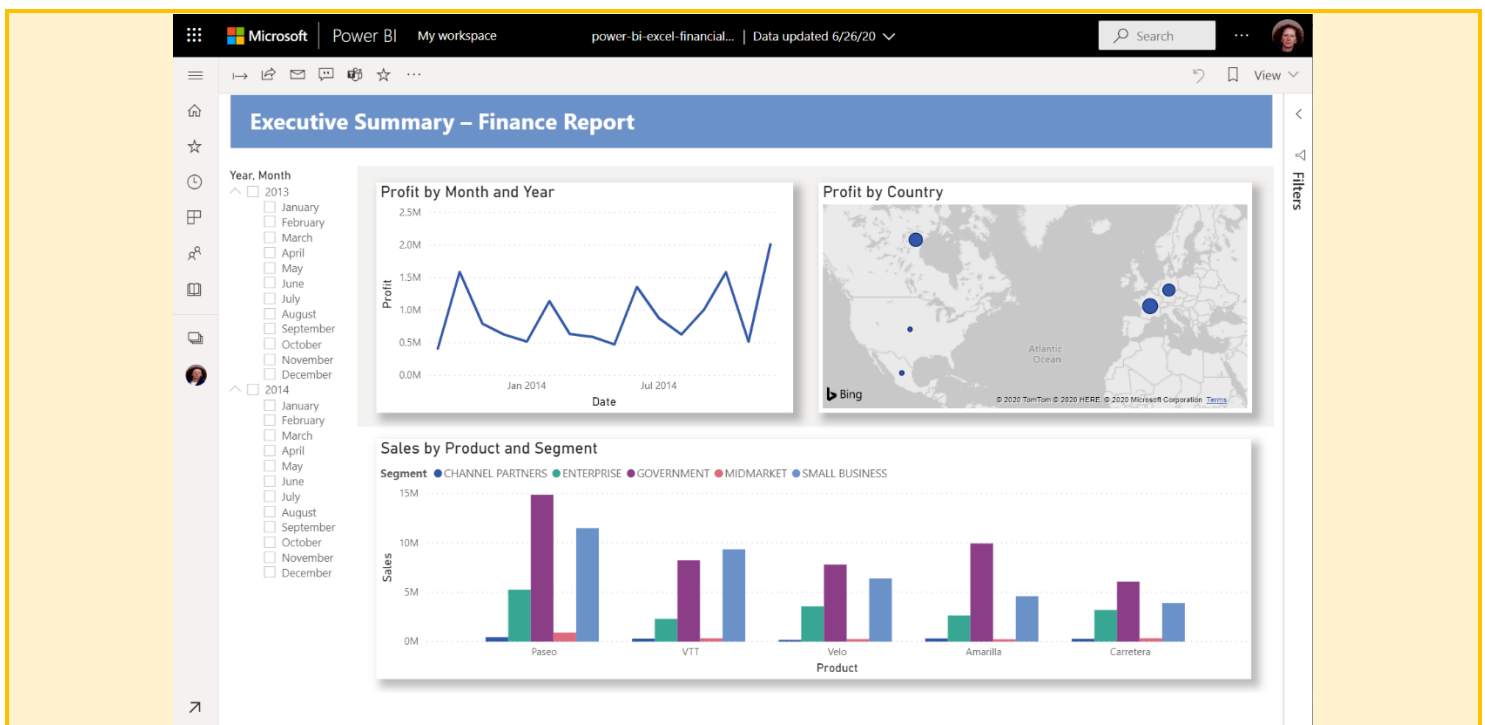 Microsoft Power BI My workspace power-bi-excel-financial... | Data updated 6/26/20 Search
View
Executive Summary – Finance Report
Filters
Year, Month
2013
January
February
March
April
May
June
July
August
September
October
November
December
2014
January
February
March
April
May
June
July
August
September
October
November
December
Profit by Month and Year
2.5M
2.0M
1.5M
1.0M
0.5M
0.0M
Profit
Jan 2014 Jul 2014
Date
Profit by Country
Atlantic
Ocean
Bing
© 2020 TomTom © 2020 HERE, © 2020 Microsoft Corporation Terms
Sales by Product and Segment
Segment CHANNEL PARTNERS ENTERPRISE GOVERNMENT MIDMARKET SMALL BUSINESS
15M
10M
5M
0M
Sales
Paseo VTT Velo Amarilla Carretera
Product